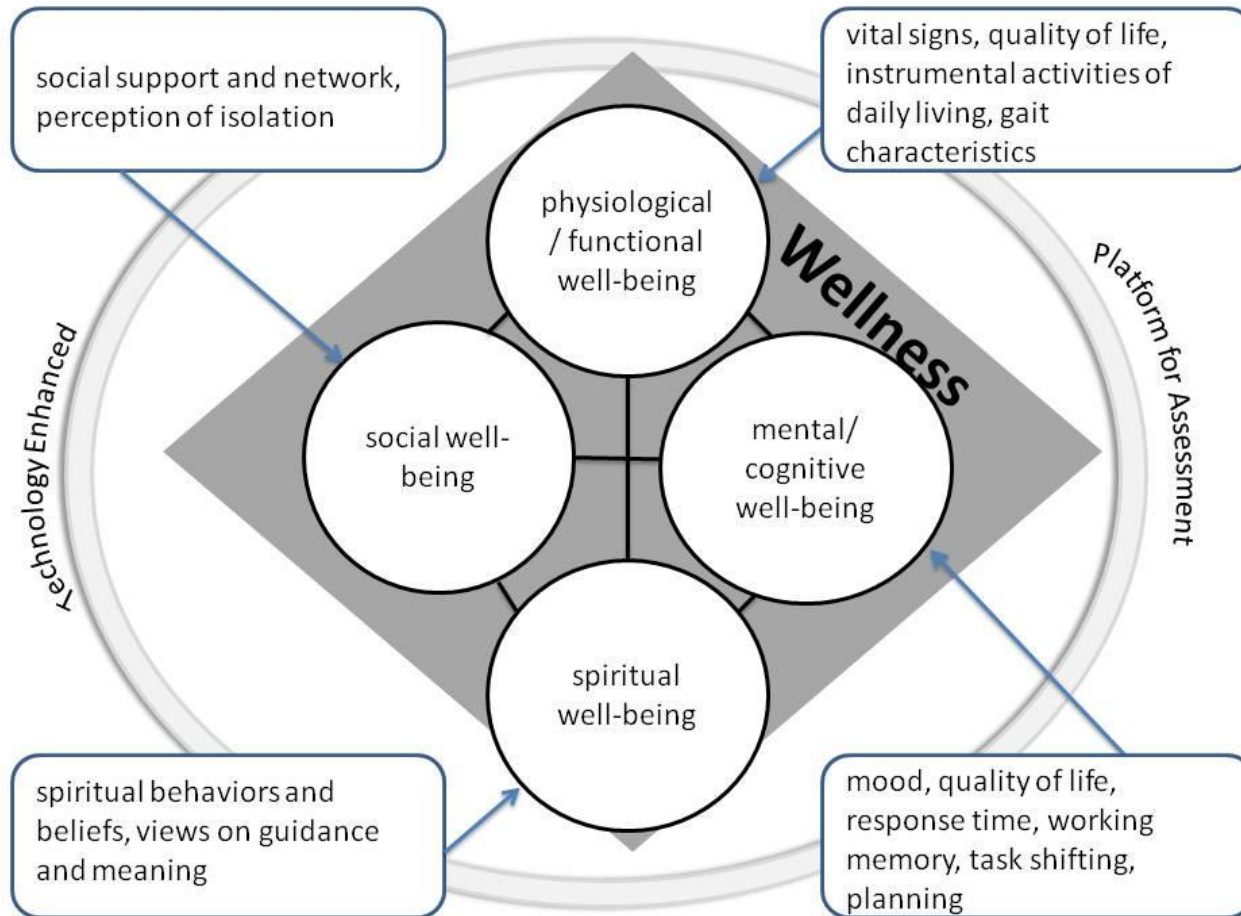 social support and network,
perception of isolation
vital signs, quality of life,
instrumental activities of
daily living, gait
characteristics
physiological
/ functional
well-being
Wellness
Technology Enhanced
Platform for Assessment
social well-
being
mental/
cognitive
well-being
spiritual
well-being
spiritual behaviors and
beliefs, views on guidance
and meaning
mood, quality of life,
response time, working
memory, task shifting,
planning